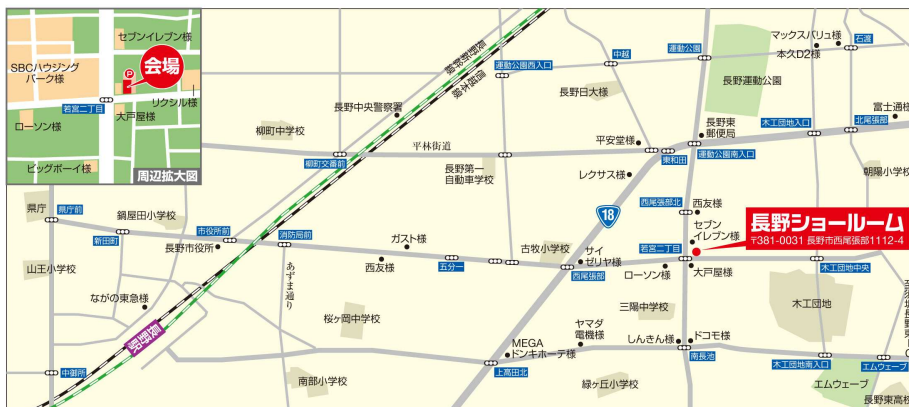 セブンイレブン様
SBCハウジング
パーク様
P
会場
若宮二丁目
リクシル様
ローソン様
大戸屋様
ビッグボーイ様
周辺拡大図
長野新幹線
信越本線
運動公園西入口
中越
運動公園
マックスバリュ様
本久D2様
石渡
長野日大様
長野運動公園
長野中央警察署
富士通様
柳町中学校
長野東
郵便局
木工団地入口
北尾張部
平林街道
平安堂様
柳町交番前
東和田
運動公園南入口
長野第一
自動車学校
レクサス様
朝陽小学校
県庁
県庁前
鍋屋田小学校
18
西尾張部北
西友様
長野ショールーム
〒381-0031 長野市西尾張部1112-4
新田町
市役所前
消防局前
セブン
イレブン様
長野市役所
ガスト様
古牧小学校
サイ
ゼリヤ様
若宮二丁目
山王小学校
西友様
五分一
西尾張部
ローソン様
大戸屋様
木工団地中央
あずま通り
ながの東急様
三陽中学校
木工団地
桜ヶ岡中学校
長野駅
MEGA
ドンキホーテ様
ヤマダ
電機様
しんきん様
ドコモ様
中御所
上高田北
南長池
木工団地南入口
エムウェーブ前
南部小学校
緑ヶ丘小学校
エムウェーブ
長野東高校